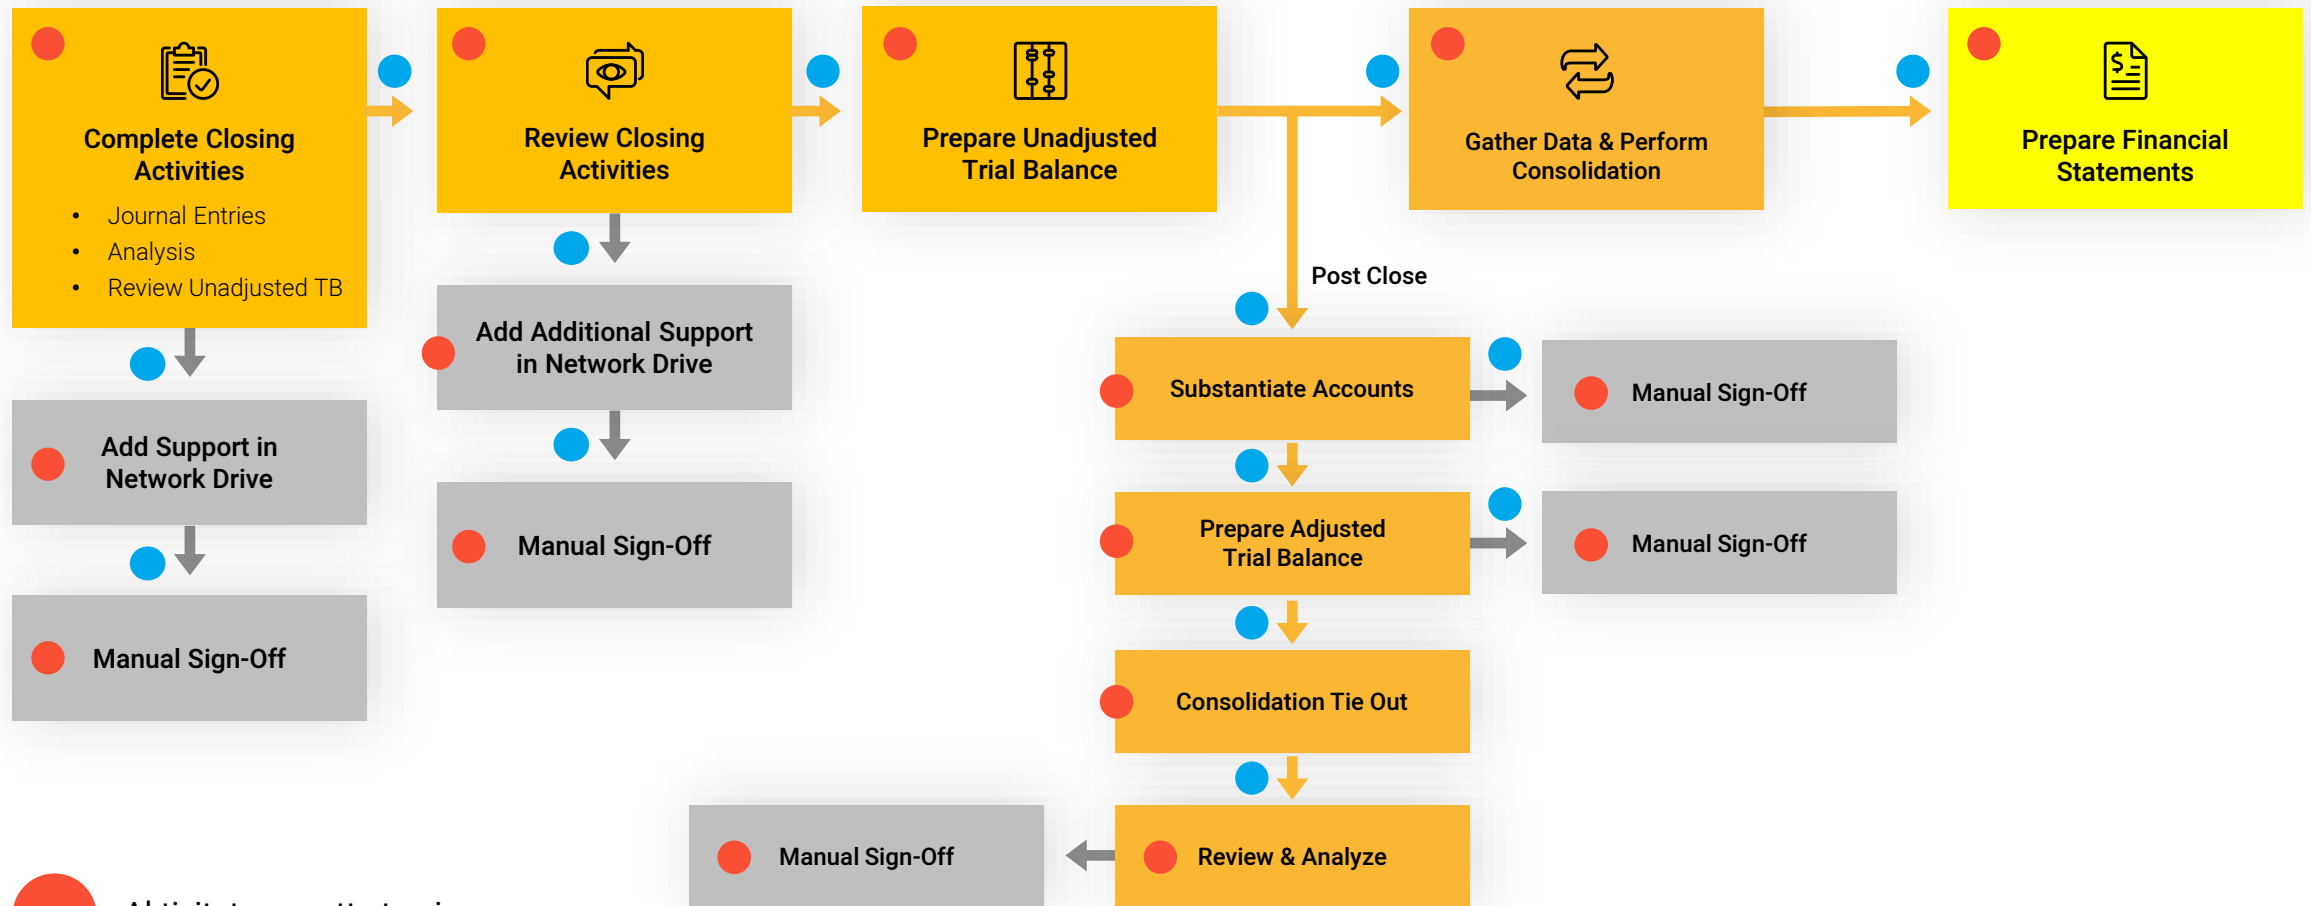 Complete Closing
Activities
• Journal Entries
• Analysis
• Review Unadjusted TB
Add Support in
Network Drive
Manual Sign-Off
Review Closing
Activities
Add Additional Support
in Network Drive
Manual Sign-Off
Prepare Unadjusted
Trial Balance
Gather Data & Perform
Consolidation
Prepare Financial
Statements
Post Close
Substantiate Accounts
Manual Sign-Off
Prepare Adjusted
Trial Balance
Manual Sign-Off
Consolidation Tie Out
Review & Analyze
Manual Sign-Off